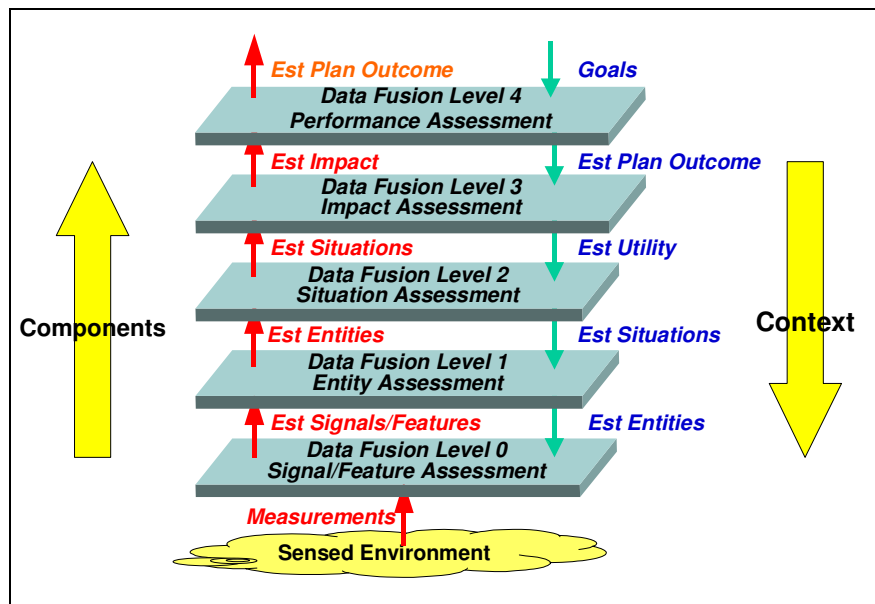 Est Plan Outcome
Goals
Data Fusion Level 4
Performance Assessment
Est Impact
Est Plan Outcome
Data Fusion Level 3
Impact Assessment
Est Situations
Est Utility
Data Fusion Level 2
Situation Assessment
Components
Context
Est Entities
Est Situations
Data Fusion Level 1
Entity Assessment
Est Signals/Features
Est Entities
Data Fusion Level 0
Signal/Feature Assessment
Measurements
Sensed Environment